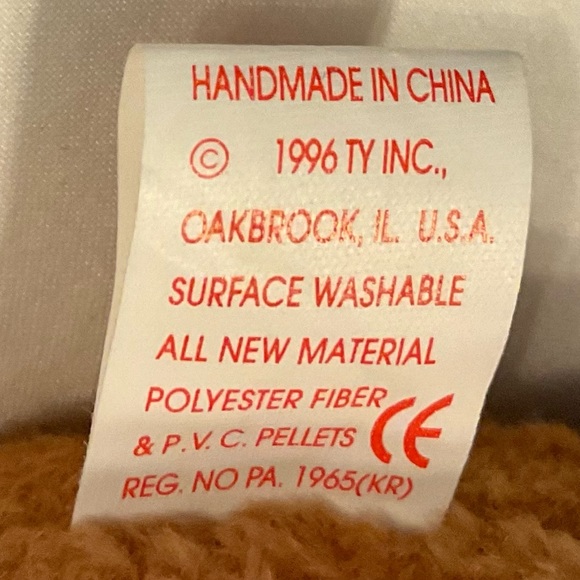 HANDMADE IN CHINA
© 1996 TY INC.,
OAKBROOK, IL. U.S.A.
SURFACE WASHABLE
ALL NEW MATERIAL
POLYESTER FIBER
& P.V.C. PELLETS CE
REG. NO PA. 1965(KR)